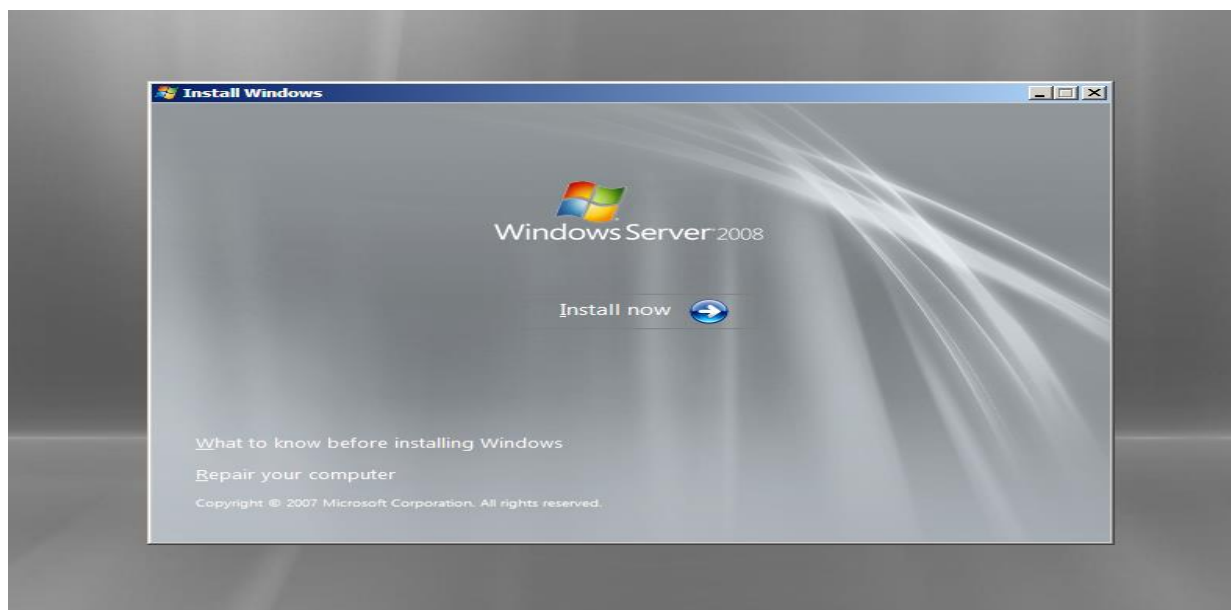 Install Windows
Windows Server 2008
Install now
What to know before installing Windows
Repair your computer
Copyright © 2007 Microsoft Corporation. All rights reserved.